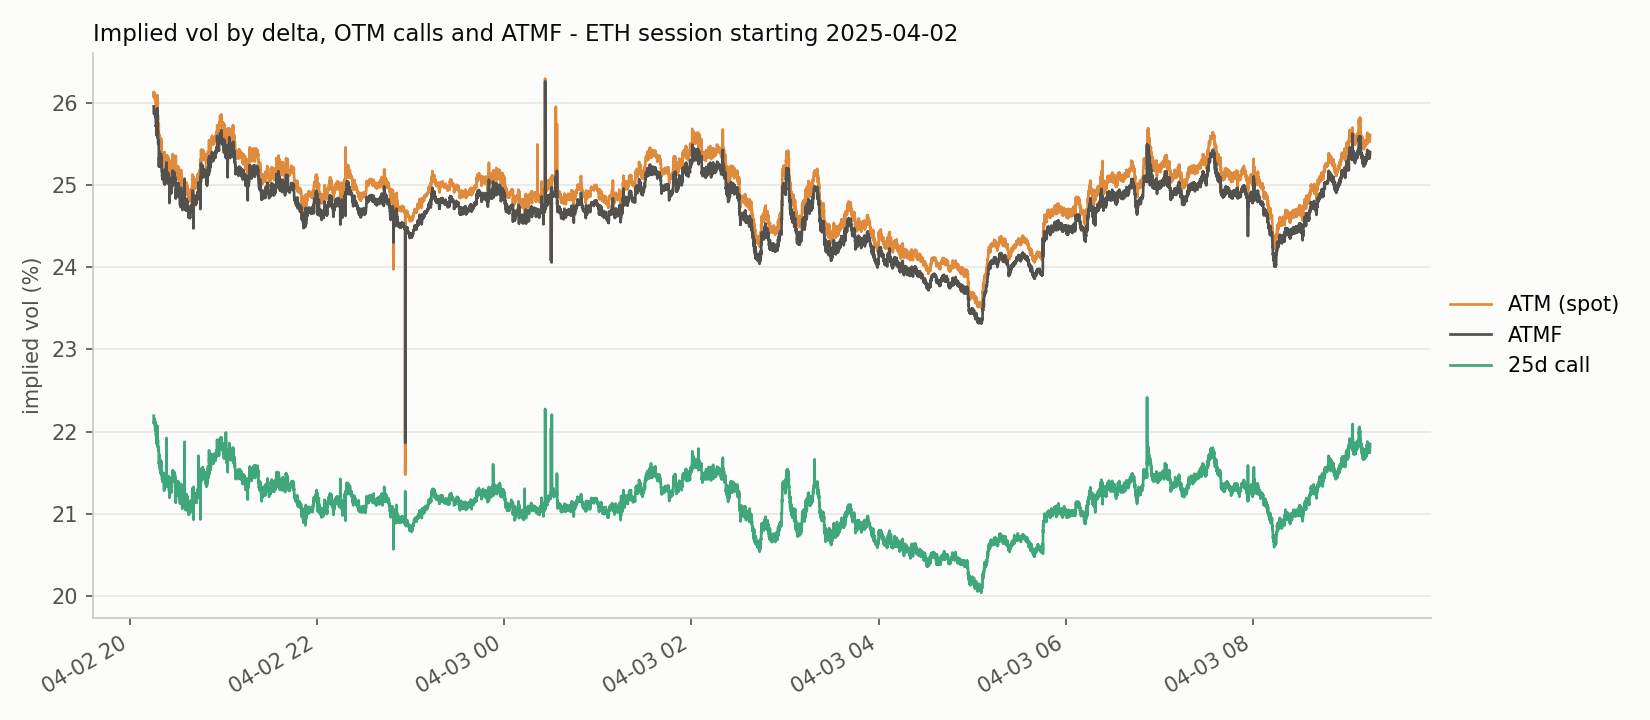 Implied vol by delta, OTM calls and ATMF - ETH session starting 2025-04-02
implied vol (%)
26
25
24
23
22
21
20
04-02 20
04-02 22
04-03 00
04-03 02
04-03 04
04-03 06
04-03 08
ATM (spot)
ATMF
25d call